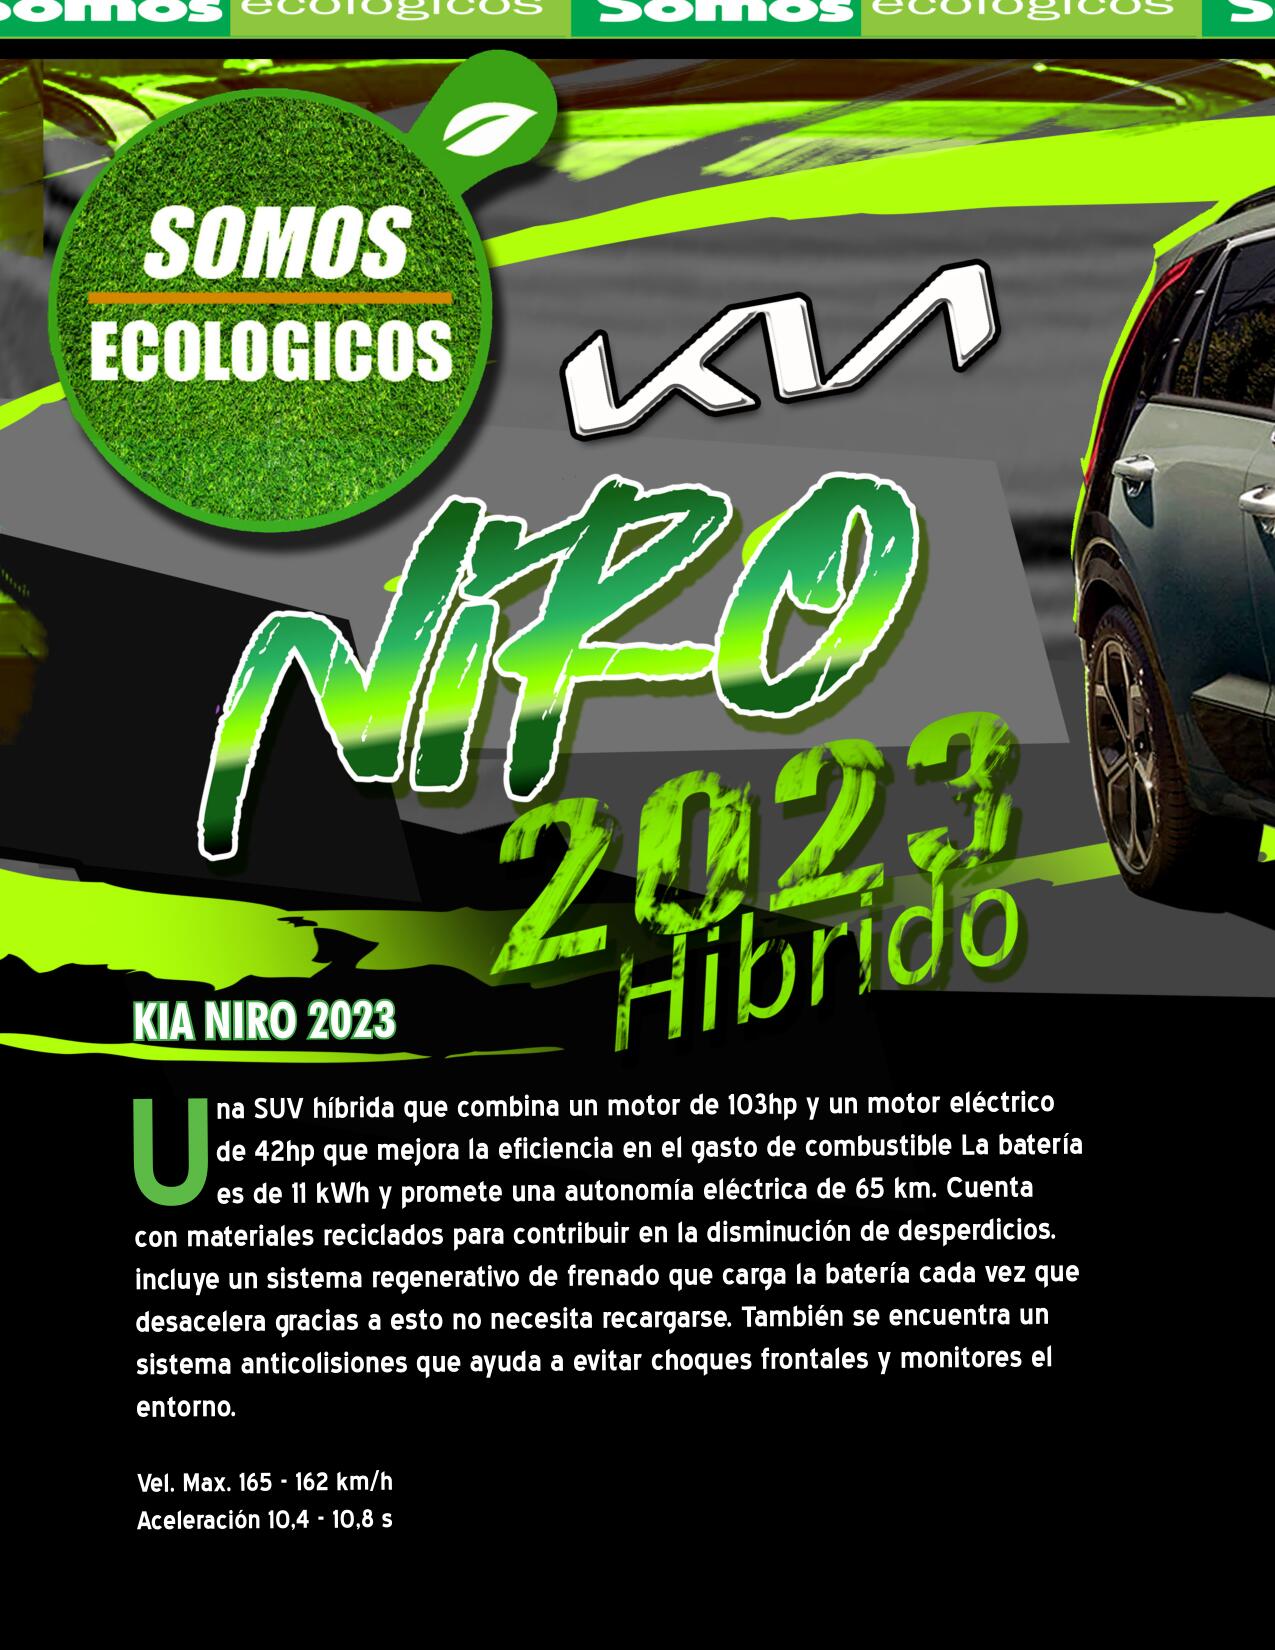 Somos ecologicos Somos ecologicos S
SOMOS
ECOLOGICOS
KIA
NiRO
2023
Hibrido
KIA NIRO 2023
Una SUV híbrida que combina un motor de 103hp y un motor eléctrico
de 42hp que mejora la eficiencia en el gasto de combustible La batería
es de 11 kWh y promete una autonomía eléctrica de 65 km. Cuenta
con materiales reciclados para contribuir en la disminución de desperdicios.
incluye un sistema regenerativo de frenado que carga la batería cada vez que
desacelera gracias a esto no necesita recargarse. También se encuentra un
sistema anticolisiones que ayuda a evitar choques frontales y monitores el
entorno.
Vel. Max. 165 - 162 km/h
Aceleración 10,4 - 10,8 s